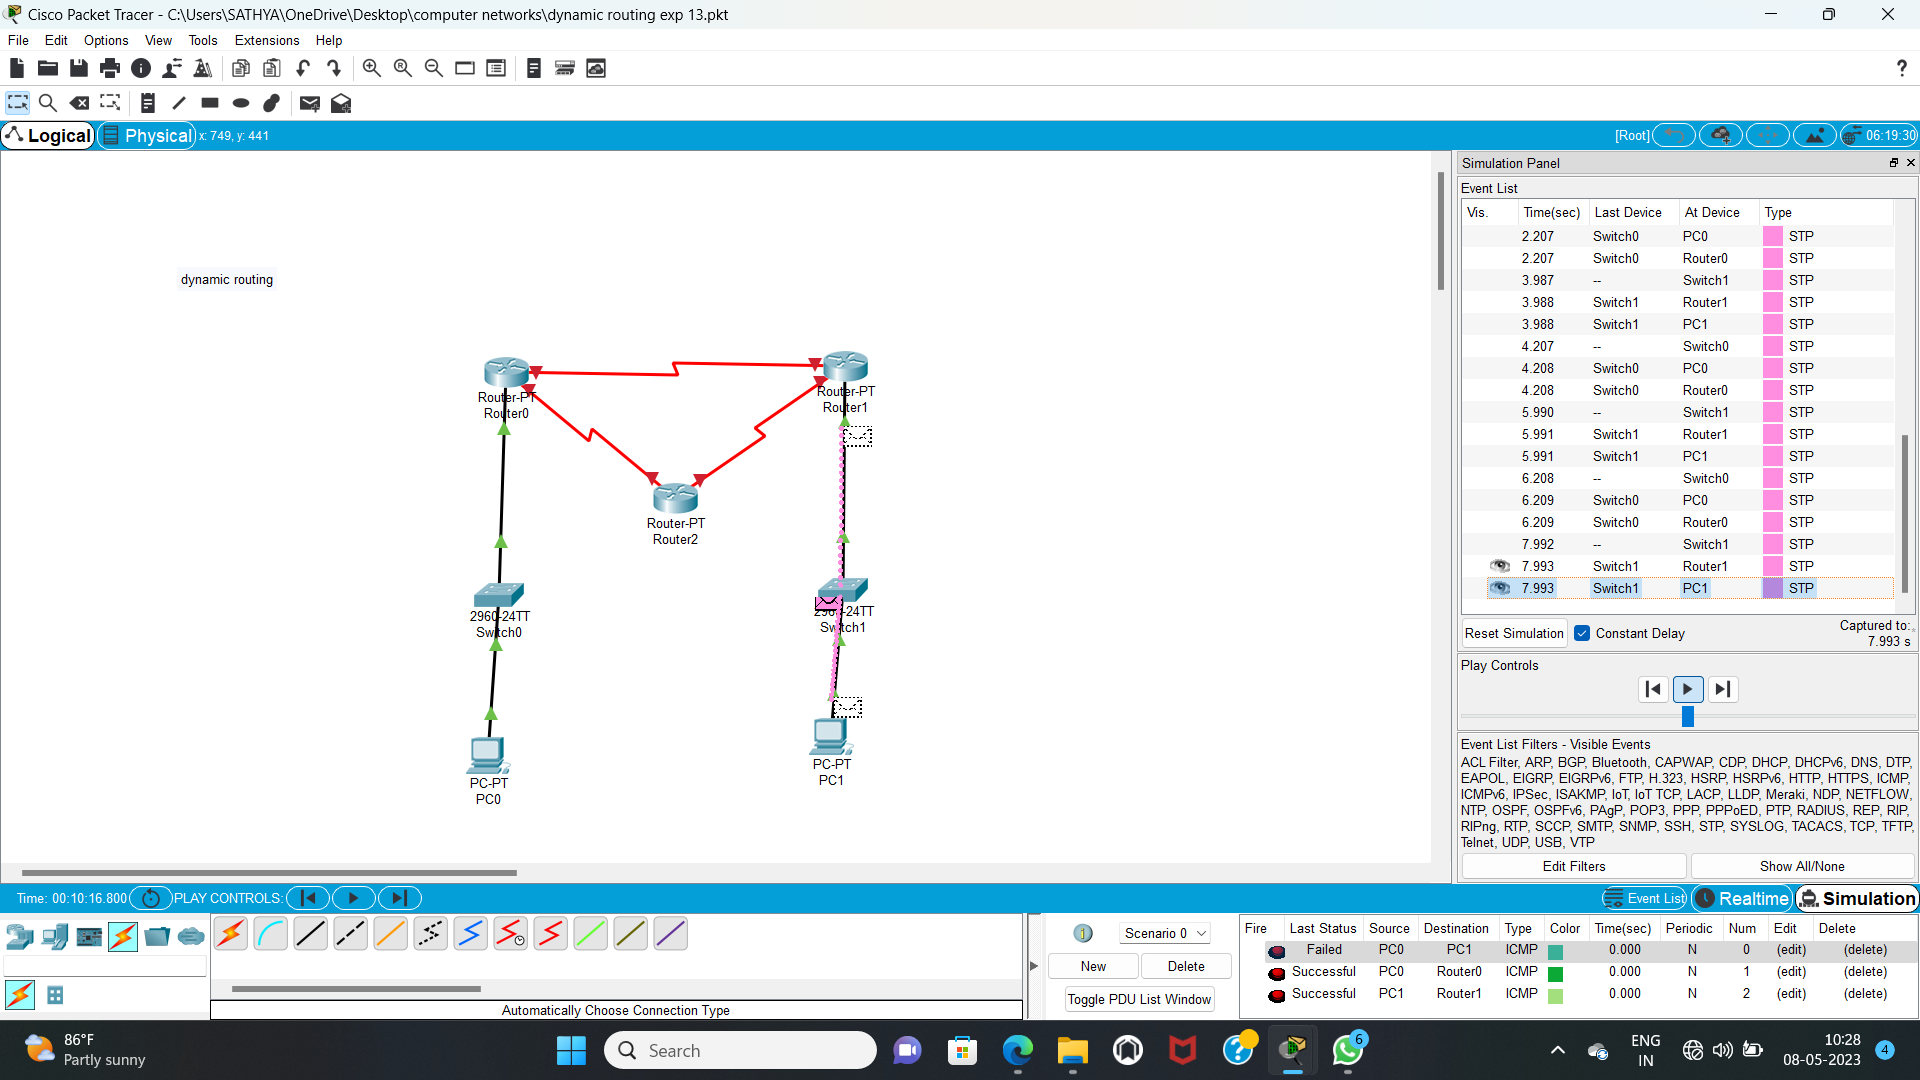 Cisco Packet Tracer - C:\Users\SATHYA\OneDrive\Desktop\computer networks\dynamic routing exp 13.pkt
File Edit Options View Tools Extensions Help
?
Logical Physical x: 749, y: 441 [Root] 06:19:30
dynamic routing
Router-PT
Router0
Router-PT
Router1
Router-PT
Router2
2960-24TT
Switch0
2960-24TT
Switch1
PC-PT
PC0
PC-PT
PC1
Simulation Panel
Event List
Vis. Time(sec) Last Device At Device Type
2.207 Switch0 PC0 STP
2.207 Switch0 Router0 STP
3.987 -- Switch1 STP
3.988 Switch1 Router1 STP
3.988 Switch1 PC1 STP
4.207 -- Switch0 STP
4.208 Switch0 PC0 STP
4.208 Switch0 Router0 STP
5.990 -- Switch1 STP
5.991 Switch1 Router1 STP
5.991 Switch1 PC1 STP
6.208 -- Switch0 STP
6.209 Switch0 PC0 STP
6.209 Switch0 Router0 STP
7.992 -- Switch1 STP
7.993 Switch1 Router1 STP
7.993 Switch1 PC1 STP
Reset Simulation Constant Delay Captured to:
7.993 s
Play Controls
Event List Filters - Visible Events
ACL Filter, ARP, BGP, Bluetooth, CAPWAP, CDP, DHCP, DHCPv6, DNS, DTP,
EAPOL, EIGRP, EIGRPv6, FTP, H.323, HSRP, HSRPv6, HTTP, HTTPS, ICMP,
ICMPv6, IPSec, ISAKMP, IoT, IoT TCP, LACP, LLDP, Meraki, NDP, NETFLOW,
NTP, OSPF, OSPFv6, PAgP, POP3, PPP, PPPoED, PTP, RADIUS, REP, RIP,
RIPng, RTP, SCCP, SMTP, SNMP, SSH, STP, SYSLOG, TACACS, TCP, TFTP,
Telnet, UDP, USB, VTP
Edit Filters Show All/None
Time: 00:10:16.800 PLAY CONTROLS: Event List Realtime Simulation
Automatically Choose Connection Type
Scenario 0
New Delete
Toggle PDU List Window
Fire Last Status Source Destination Type Color Time(sec) Periodic Num Edit Delete
Failed PC0 PC1 ICMP 0.000 N 0 (edit) (delete)
Successful PC0 Router0 ICMP 0.000 N 1 (edit) (delete)
Successful PC1 Router1 ICMP 0.000 N 2 (edit) (delete)
86°F
Partly sunny
Search
6
ENG
IN
10:28
08-05-2023
4